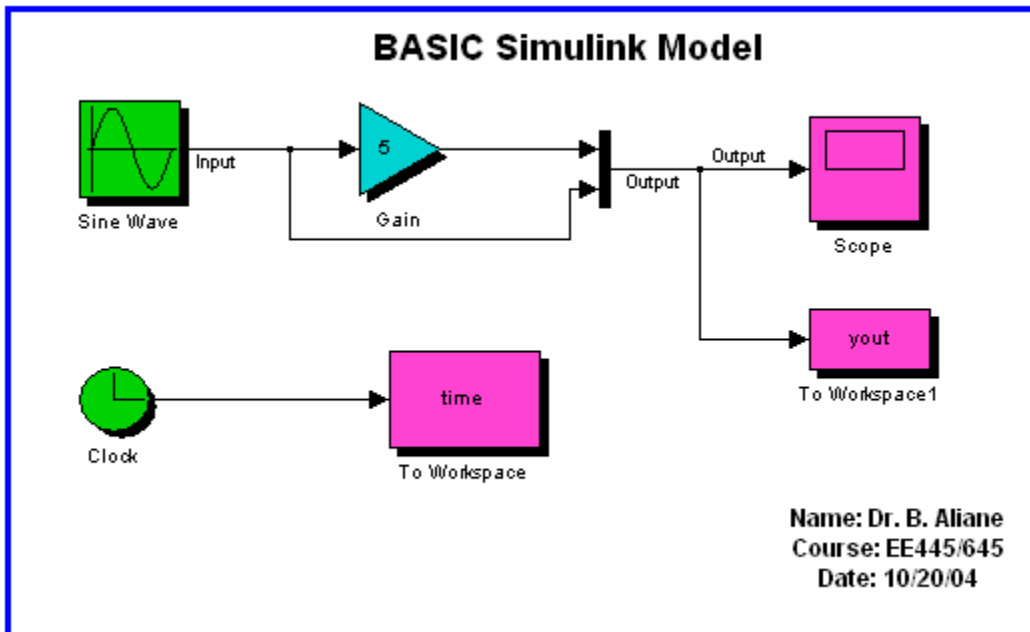 BASIC Simulink Model
Input
5
Output
Output
Sine Wave
Gain
Scope
time
yout
To Workspace1
Clock
To Workspace
Name: Dr. B. Aliane
Course: EE445/645
Date: 10/20/04